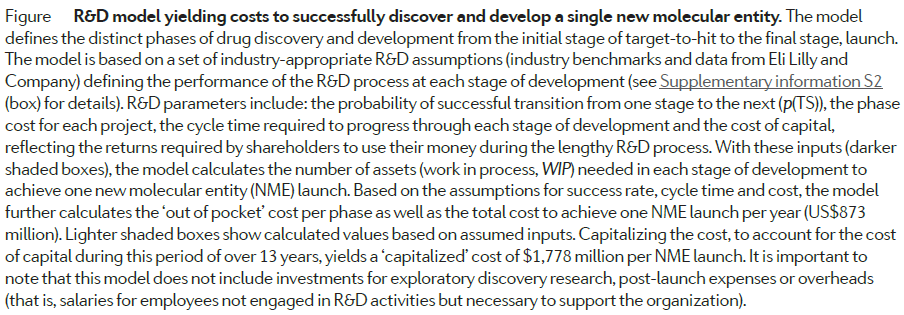 Figure R&D model yielding costs to successfully discover and develop a single new molecular entity. The model
defines the distinct phases of drug discovery and development from the initial stage of target-to-hit to the final stage, launch.
The model is based on a set of industry-appropriate R&D assumptions (industry benchmarks and data from Eli Lilly and
Company) defining the performance of the R&D process at each stage of development (see Supplementary information S2
(box) for details). R&D parameters include: the probability of successful transition from one stage to the next (p(TS)), the phase
cost for each project, the cycle time required to progress through each stage of development and the cost of capital,
reflecting the returns required by shareholders to use their money during the lengthy R&D process. With these inputs (darker
shaded boxes), the model calculates the number of assets (work in process, WIP) needed in each stage of development to
achieve one new molecular entity (NME) launch. Based on the assumptions for success rate, cycle time and cost, the model
further calculates the ‘out of pocket’ cost per phase as well as the total cost to achieve one NME launch per year (US$873
million). Lighter shaded boxes show calculated values based on assumed inputs. Capitalizing the cost, to account for the cost
of capital during this period of over 13 years, yields a ‘capitalized’ cost of $1,778 million per NME launch. It is important to
note that this model does not include investments for exploratory discovery research, post-launch expenses or overheads
(that is, salaries for employees not engaged in R&D activities but necessary to support the organization).